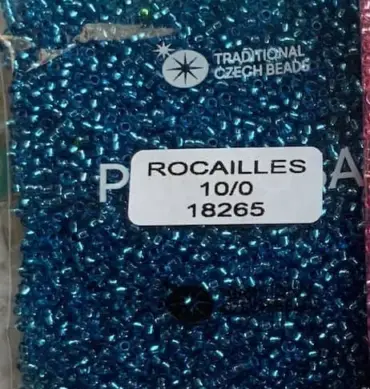 TRADITIONAL
CZECH BEADS
P A
ROCAILLES
10/0
18265